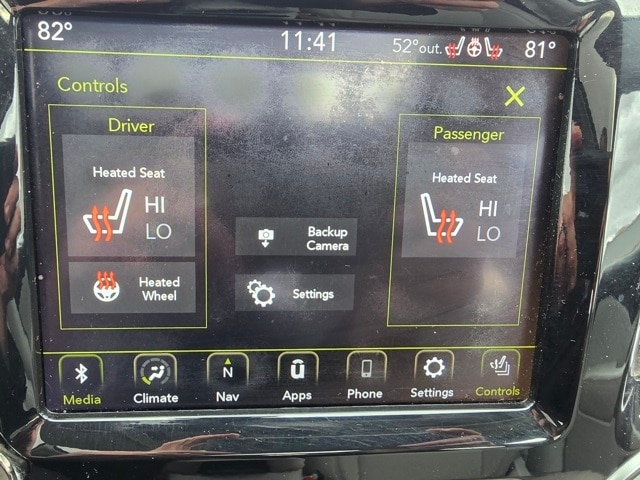 82°
11:41
52°out.
81°
Controls
Driver
Heated Seat
HI
LO
Heated
Wheel
Backup
Camera
Settings
Passenger
Heated Seat
HI
LO
Media
Climate
N
Nav
u
Apps
Phone
Settings
Controls